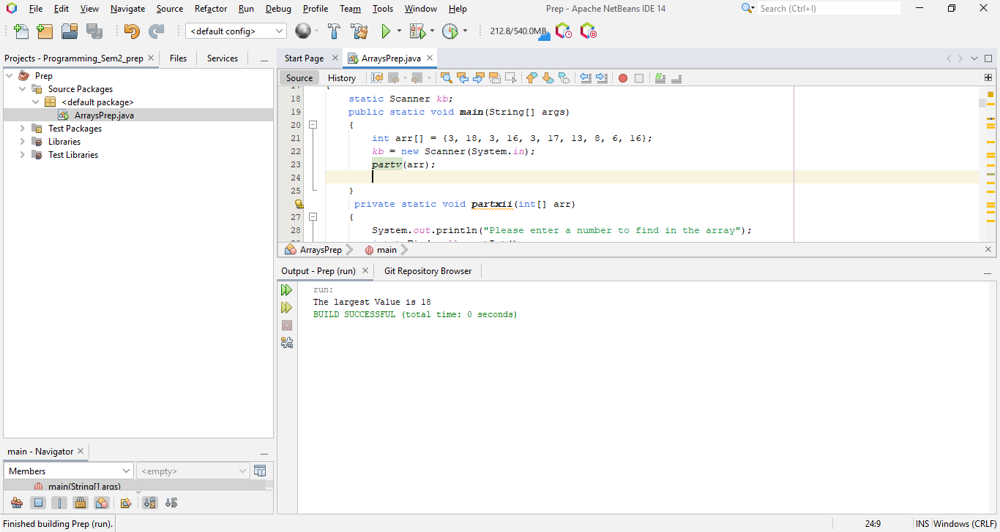 File Edit View Navigate Source Refactor Run Debug Profile Team Tools Window Help Prep - Apache NetBeans IDE 14 Search (Ctrl+I)
<default config> 212.8/540.0MB
Projects - Programming_Sem2_prep Files Services
Prep
Source Packages
<default package>
ArraysPrep.java
Test Packages
Libraries
Test Libraries
Start Page ArraysPrep.java
Source History
17 {
18 static Scanner kb;
19 public static void main(String[] args)
20 {
21 int arr[] = {3, 18, 3, 16, 3, 17, 13, 8, 6, 16};
22 kb = new Scanner(System.in);
23 partv(arr);
24
25 }
private static void partxii(int[] arr)
27 {
28 System.out.println("Please enter a number to find in the array");
ArraysPrep main
Output - Prep (run) Git Repository Browser
run:
The largest Value is 18
BUILD SUCCESSFUL (total time: 0 seconds)
main - Navigator
Members <empty>
main(String[] args)
Finished building Prep (run). 24:9 INS Windows (CRLF)